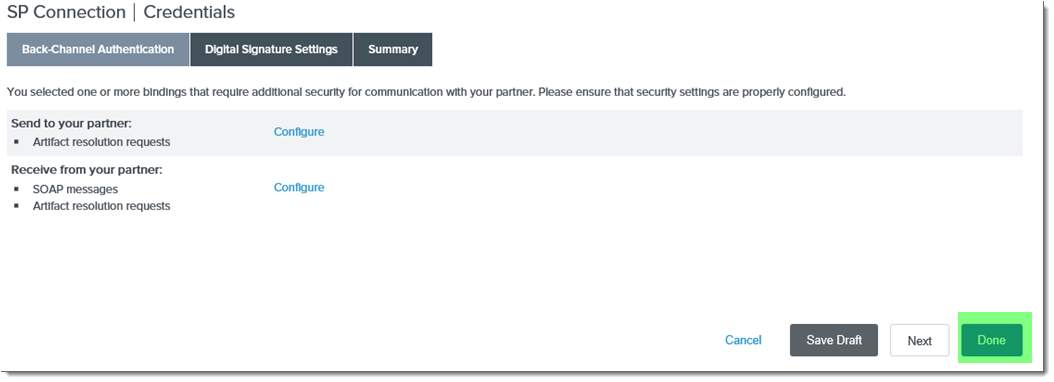 SP Connection | Credentials
Back-Channel Authentication Digital Signature Settings Summary
You selected one or more bindings that require additional security for communication with your partner. Please ensure that security settings are properly configured.
Send to your partner:
Configure
▪ Artifact resolution requests
Receive from your partner:
▪ SOAP messages
Configure
▪ Artifact resolution requests
Cancel Save Draft Next Done